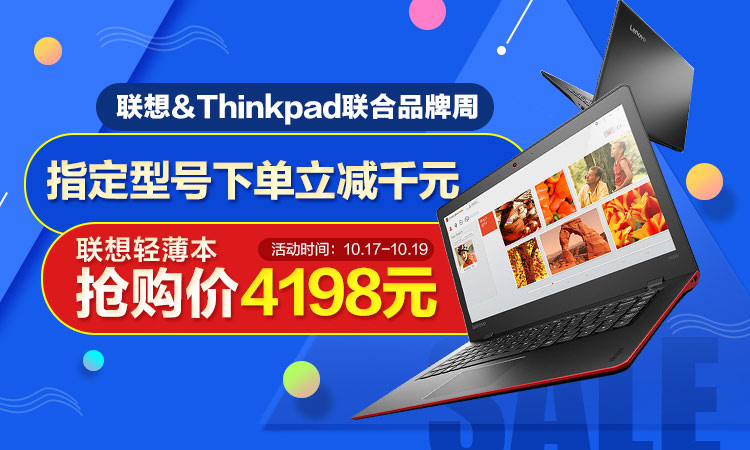 联想&Thinkpad联合品牌周
指定型号下单立减千元
联想轻薄本
活动时间：10.17-10.19
抢购价4198元
Lenovo
SALE